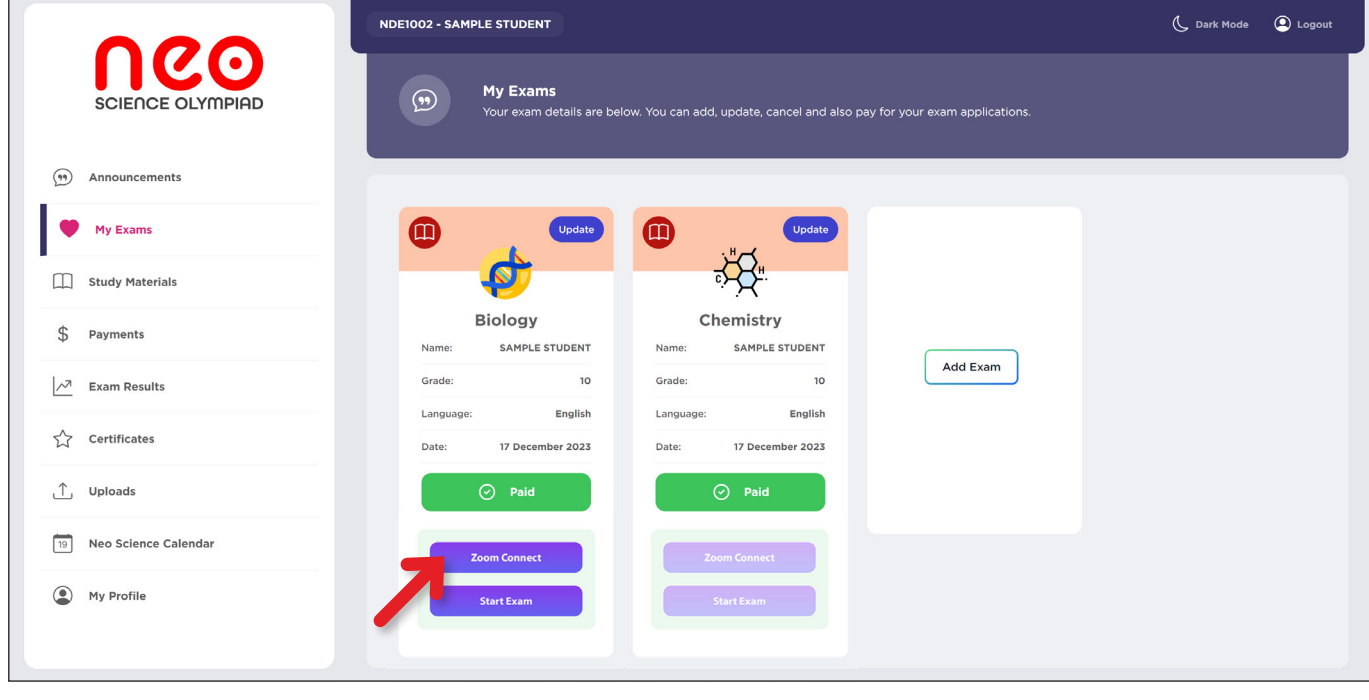 neo
SCIENCE OLYMPIAD
Announcements
My Exams
Study Materials
$ Payments
Exam Results
Certificates
Uploads
19 Neo Science Calendar
My Profile
NDE1002 - SAMPLE STUDENT
Dark Mode
Logout
My Exams
Your exam details are below. You can add, update, cancel and also pay for your exam applications.
Update
Biology
Name: SAMPLE STUDENT
Grade: 10
Language: English
Date: 17 December 2023
Paid
Zoom Connect
Start Exam
Update
H
H
C
Chemistry
Name: SAMPLE STUDENT
Grade: 10
Language: English
Date: 17 December 2023
Paid
Zoom Connect
Start Exam
Add Exam